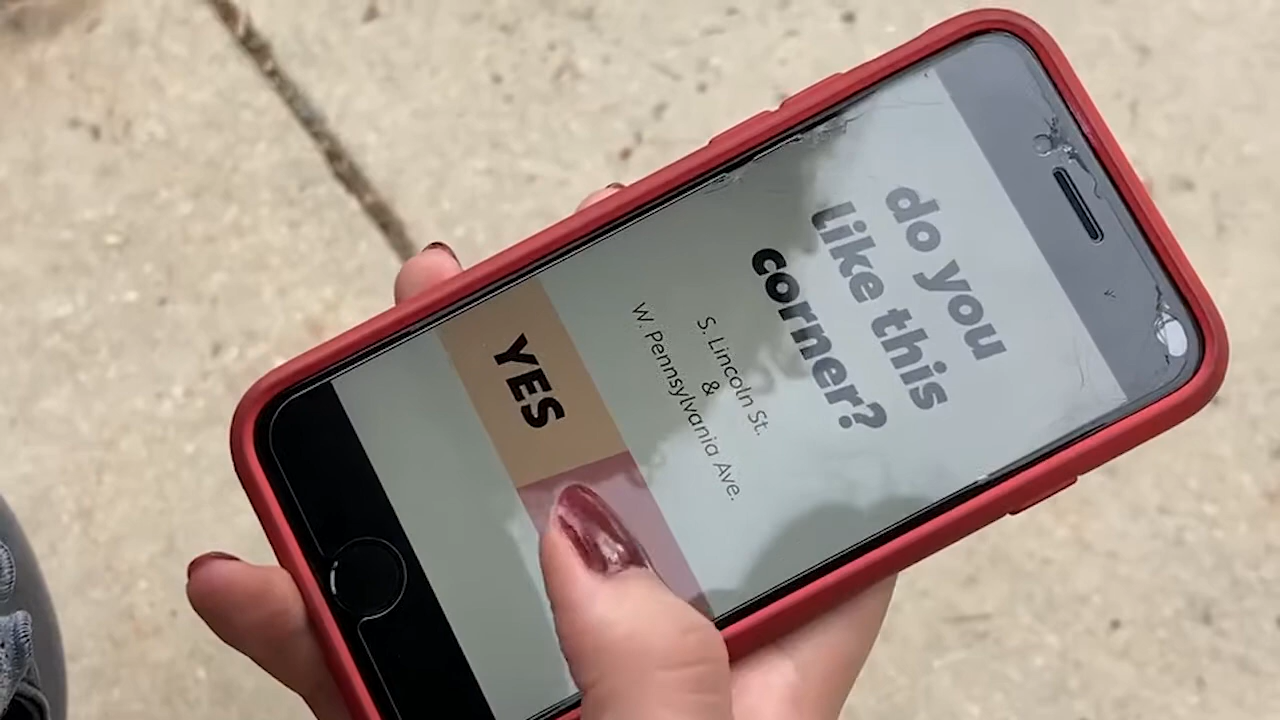 do you
like this
corner?
S. Lincoln St.
&
W. Pennsylvania Ave.
YES